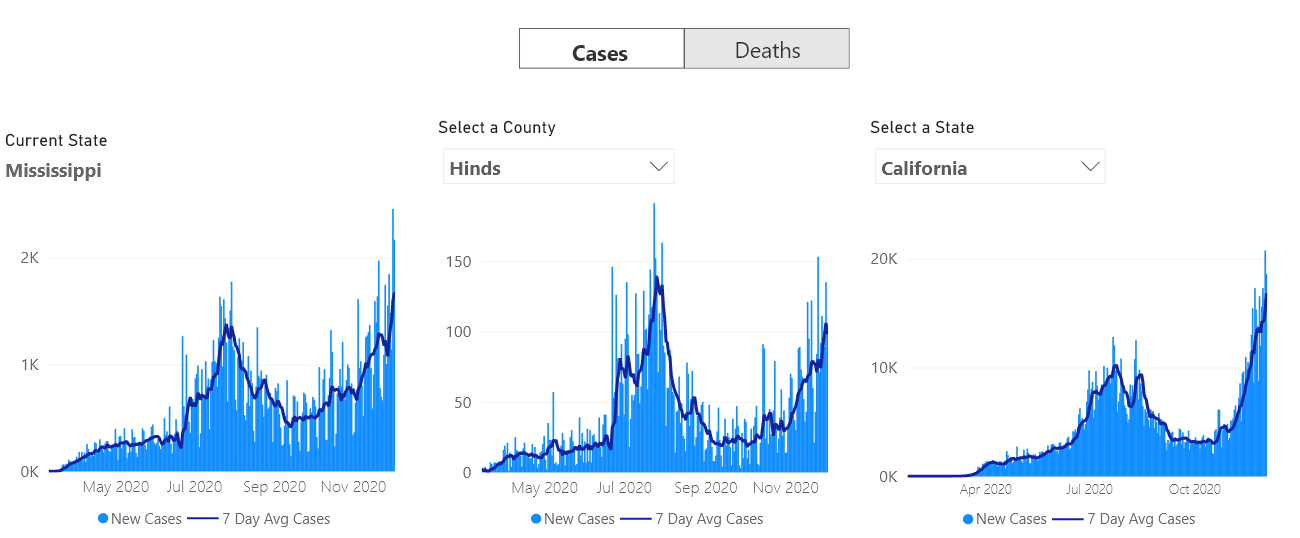 Cases Deaths
Current State
Mississippi
2K
1K
0K
May 2020 Jul 2020 Sep 2020 Nov 2020
New Cases 7 Day Avg Cases
Select a County
Hinds
150
100
50
0
May 2020 Jul 2020 Sep 2020 Nov 2020
New Cases 7 Day Avg Cases
Select a State
California
20K
10K
0K
Apr 2020 Jul 2020 Oct 2020
New Cases 7 Day Avg Cases